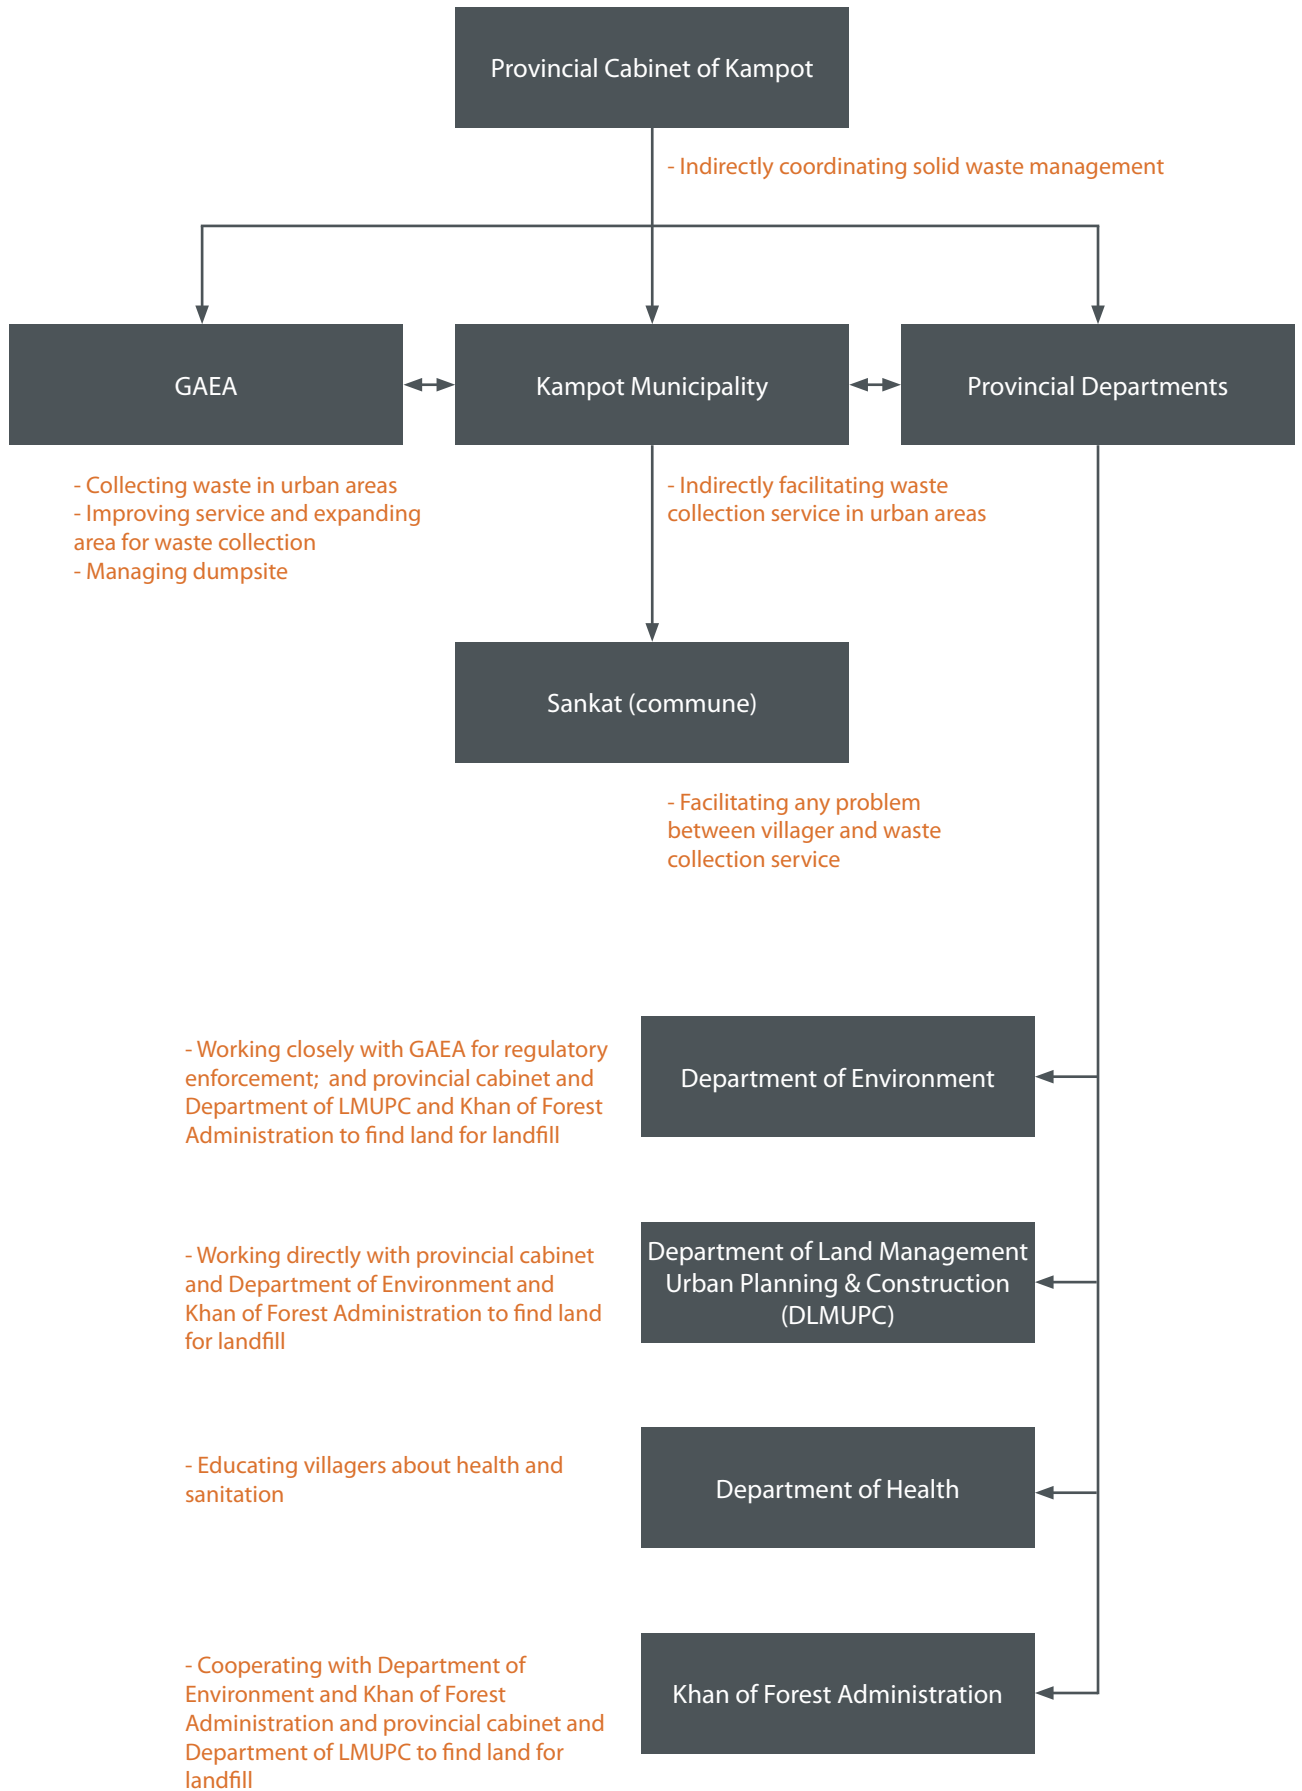 Provincial Cabinet of Kampot
- Indirectly coordinating solid waste management
GAEA
Kampot Municipality
Provincial Departments
- Collecting waste in urban areas
- Improving service and expanding
area for waste collection
- Managing dumpsite
- Indirectly facilitating waste
collection service in urban areas
Sankat (commune)
- Facilitating any problem
between villager and waste
collection service
- Working closely with GAEA for regulatory
enforcement;  and provincial cabinet and
Department of LMUPC and Khan of Forest
Administration to find land for landfill
Department of Environment
- Working directly with provincial cabinet
and Department of Environment and
Khan of Forest Administration to find land
for landfill
Department of Land Management
Urban Planning & Construction
(DLMUPC)
- Educating villagers about health and
sanitation
Department of Health
- Cooperating with Department of
Environment and Khan of Forest
Administration and provincial cabinet and
Department of LMUPC to find land for
landfill
Khan of Forest Administration